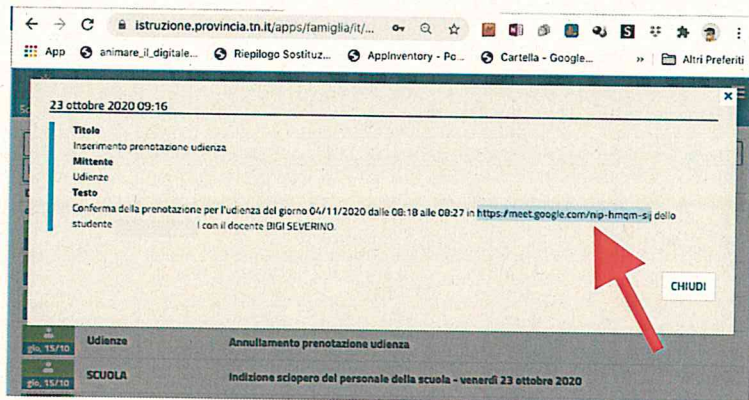 istruzione.provincia.tn.it/apps/famiglia/it/...
App animare_il_digitale... Riepilogo Sostituz... AppInventory - Po... Cartella - Google... » Altri Preferiti
23 ottobre 2020 09:16
Titolo
Inserimento prenotazione udienza
Mittente
Udienze
Testo
Conferma della prenotazione per l'udienza del giorno 04/11/2020 dalle 08:18 alle 08:27 in https://meet.google.com/nip-hmqm-sij dello
studente con il docente BIGI SEVERINO.
CHIUDI
gio, 15/10 Udienze Annullamento prenotazione udienza
gio, 15/10 SCUOLA Indizione sciopero del personale della scuola - venerdì 23 ottobre 2020